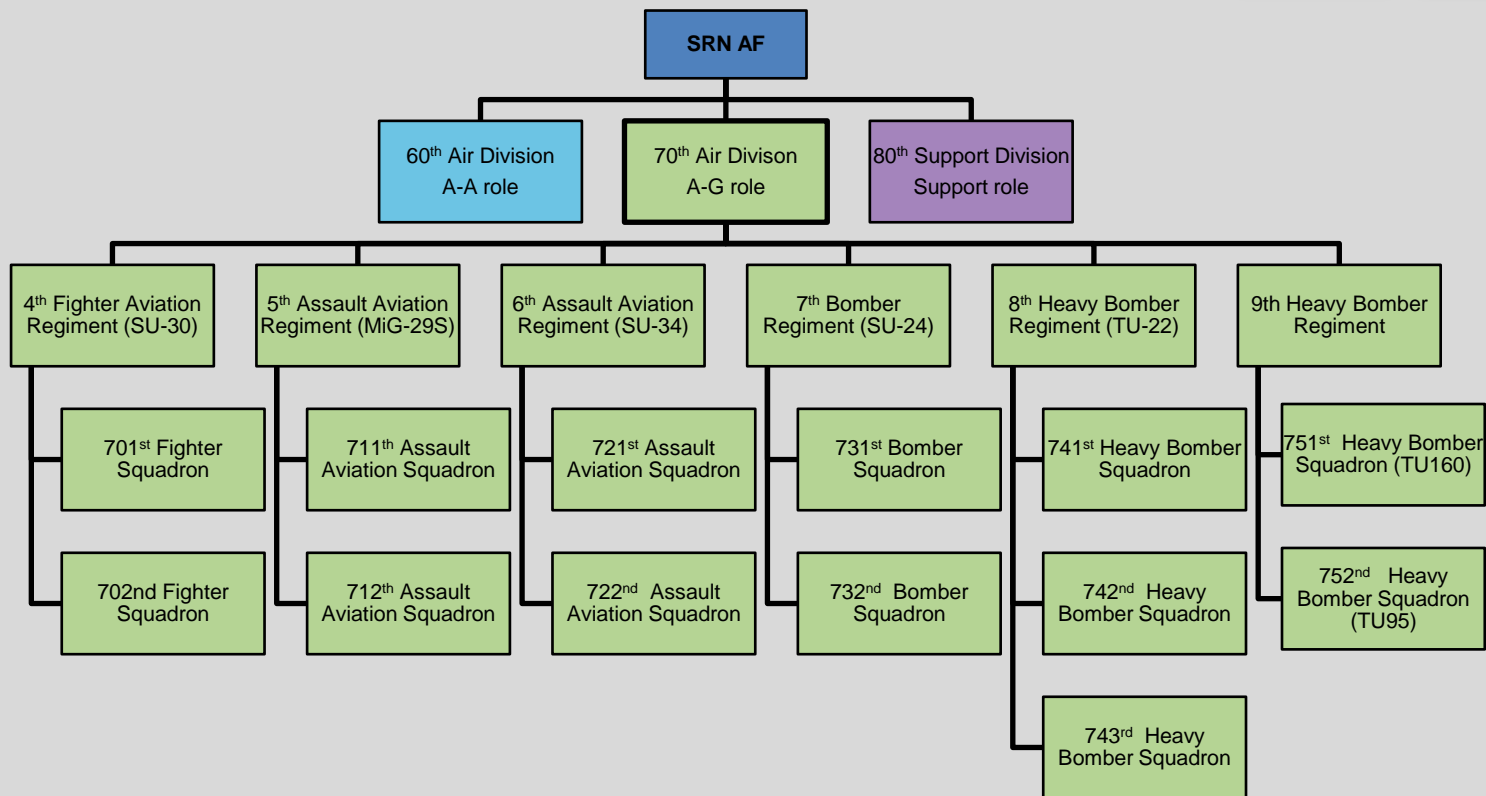 SRN AF
60th Air Division
A-A role
70th Air Divison
A-G role
80th Support Division
Support role
4th Fighter Aviation
Regiment (SU-30)
5th Assault Aviation
Regiment (MiG-29S)
6th Assault Aviation
Regiment (SU-34)
7th Bomber
Regiment (SU-24)
8th Heavy Bomber
Regiment (TU-22)
9th Heavy Bomber
Regiment
701st Fighter
Squadron
711th Assault
Aviation Squadron
721st Assault
Aviation Squadron
731st Bomber
Squadron
741st Heavy Bomber
Squadron
751st Heavy Bomber
Squadron (TU160)
702nd Fighter
Squadron
712th Assault
Aviation Squadron
722nd Assault
Aviation Squadron
732nd Bomber
Squadron
742nd Heavy
Bomber Squadron
752nd Heavy
Bomber Squadron
(TU95)
743rd Heavy
Bomber Squadron